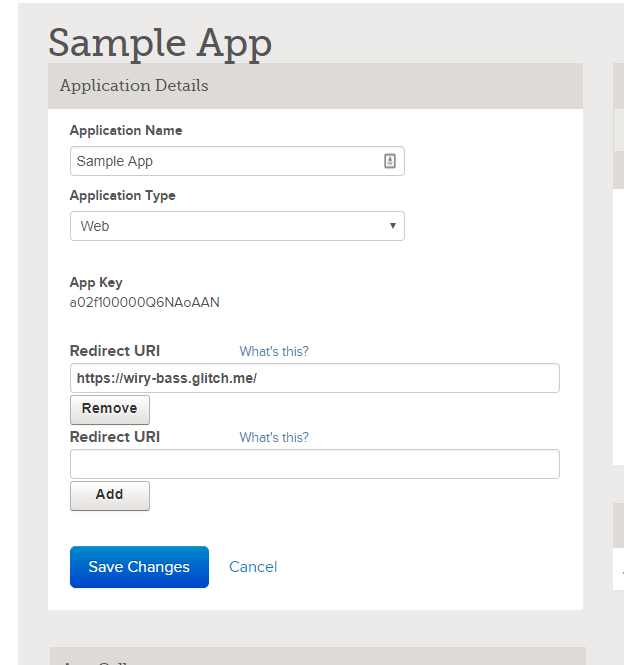 Sample App
Application Details
Application Name
Sample App
Application Type
Web
App Key
a02f100000Q6NAoAAN
Redirect URI What's this?
https://wiry-bass.glitch.me/
Remove
Redirect URI What's this?
Add
Save Changes Cancel